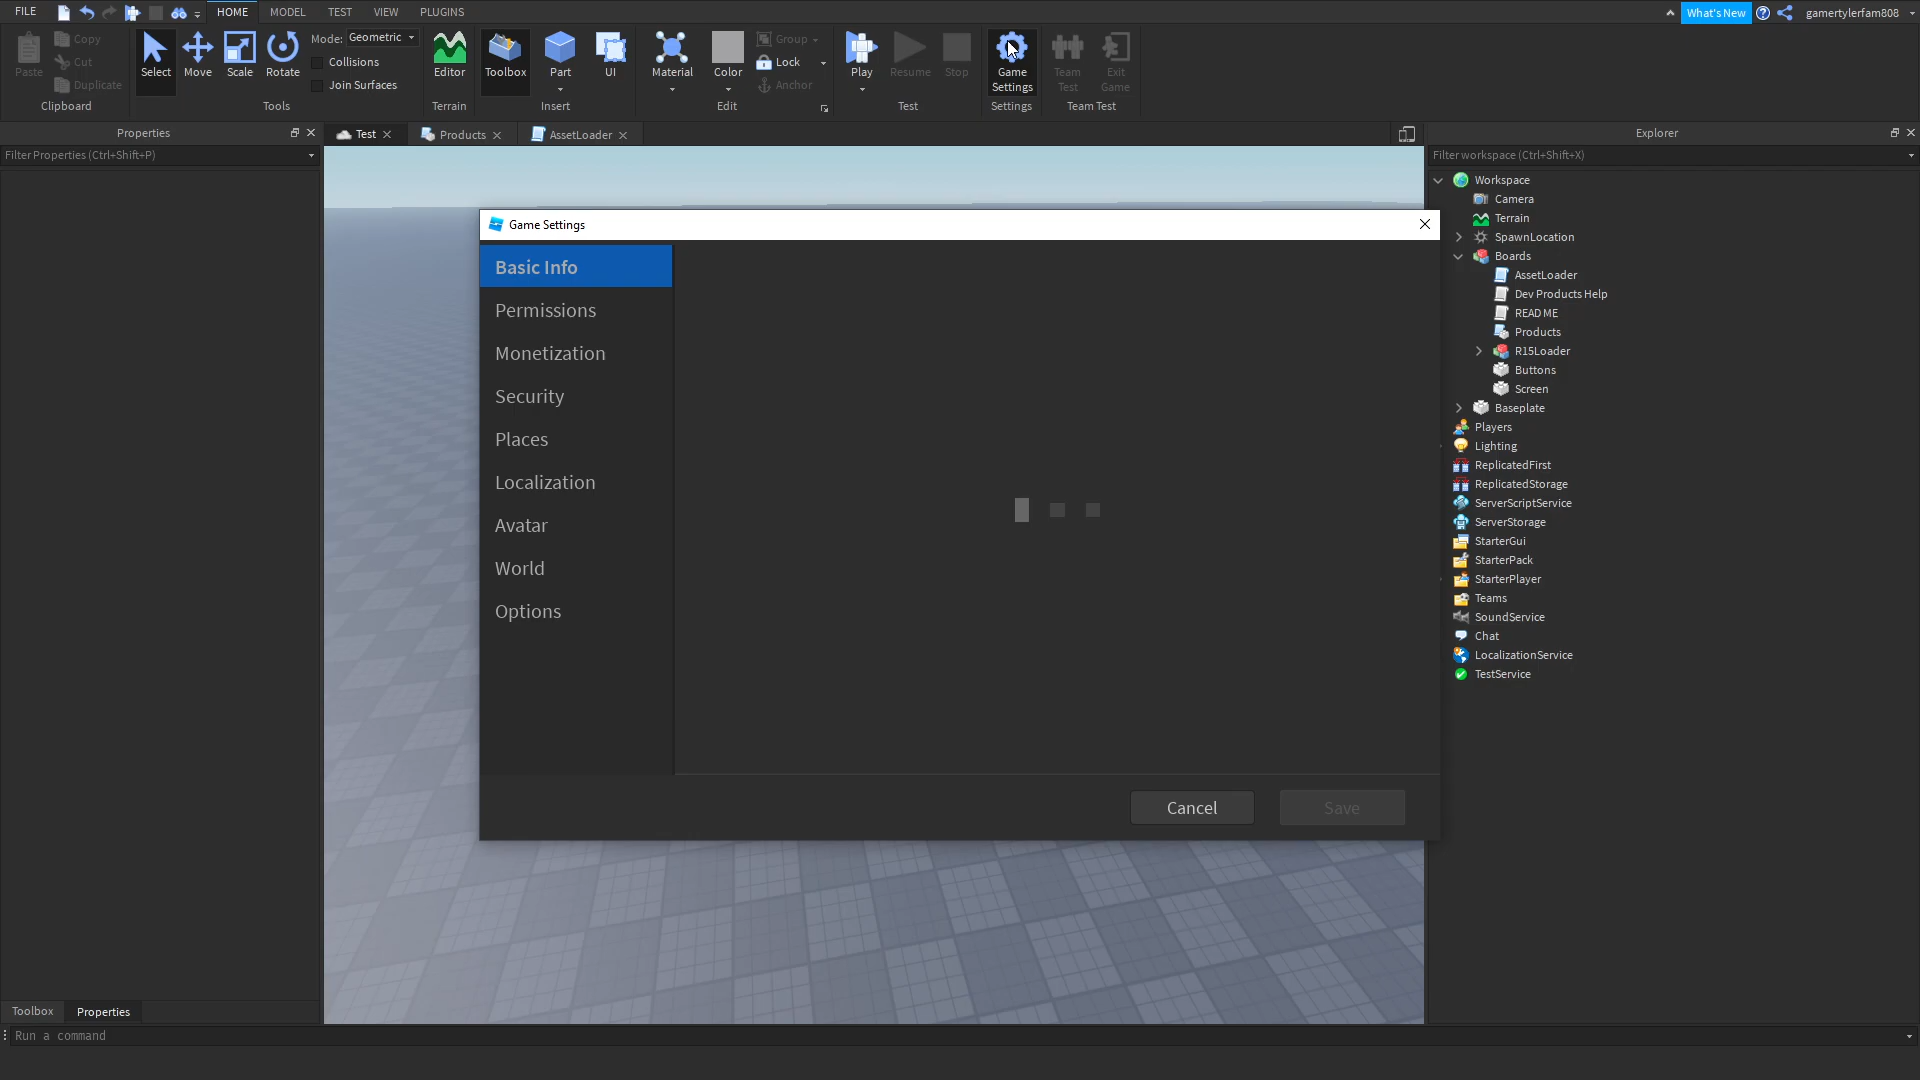 FILE
HOME
MODEL
TEST
VIEW
PLUGINS
What's New
gamertylerfam808
Paste
Copy
Cut
Duplicate
Clipboard
Select
Move
Scale
Rotate
Mode: Geometric
Collisions
Join Surfaces
Tools
Editor
Terrain
Toolbox
Part
UI
Insert
Material
Color
Group
Lock
Anchor
Edit
Play
Resume
Stop
Test
Game
Settings
Settings
Team
Test
Exit
Game
Team Test
Properties
Filter Properties (Ctrl+Shift+P)
Test
Products
AssetLoader
Explorer
Filter workspace (Ctrl+Shift+X)
Workspace
Camera
Terrain
SpawnLocation
Boards
AssetLoader
Dev Products Help
READ ME
Products
R15Loader
Buttons
Screen
Baseplate
Players
Lighting
ReplicatedFirst
ReplicatedStorage
ServerScriptService
ServerStorage
StarterGui
StarterPack
StarterPlayer
Teams
SoundService
Chat
LocalizationService
TestService
Game Settings
Basic Info
Permissions
Monetization
Security
Places
Localization
Avatar
World
Options
Cancel
Save
Toolbox
Properties
Run a command